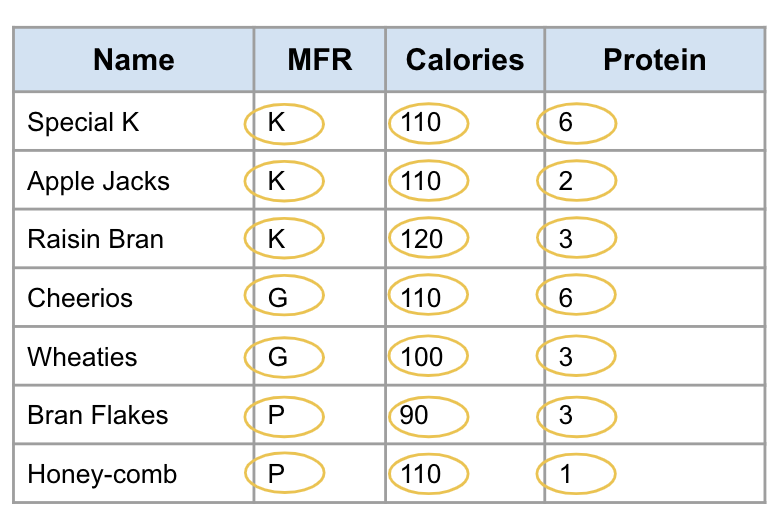 Name MFR Calories Protein
Special K K 110 6
Apple Jacks K 110 2
Raisin Bran K 120 3
Cheerios G 110 6
Wheaties G 100 3
Bran Flakes P 90 3
Honey-comb P 110 1